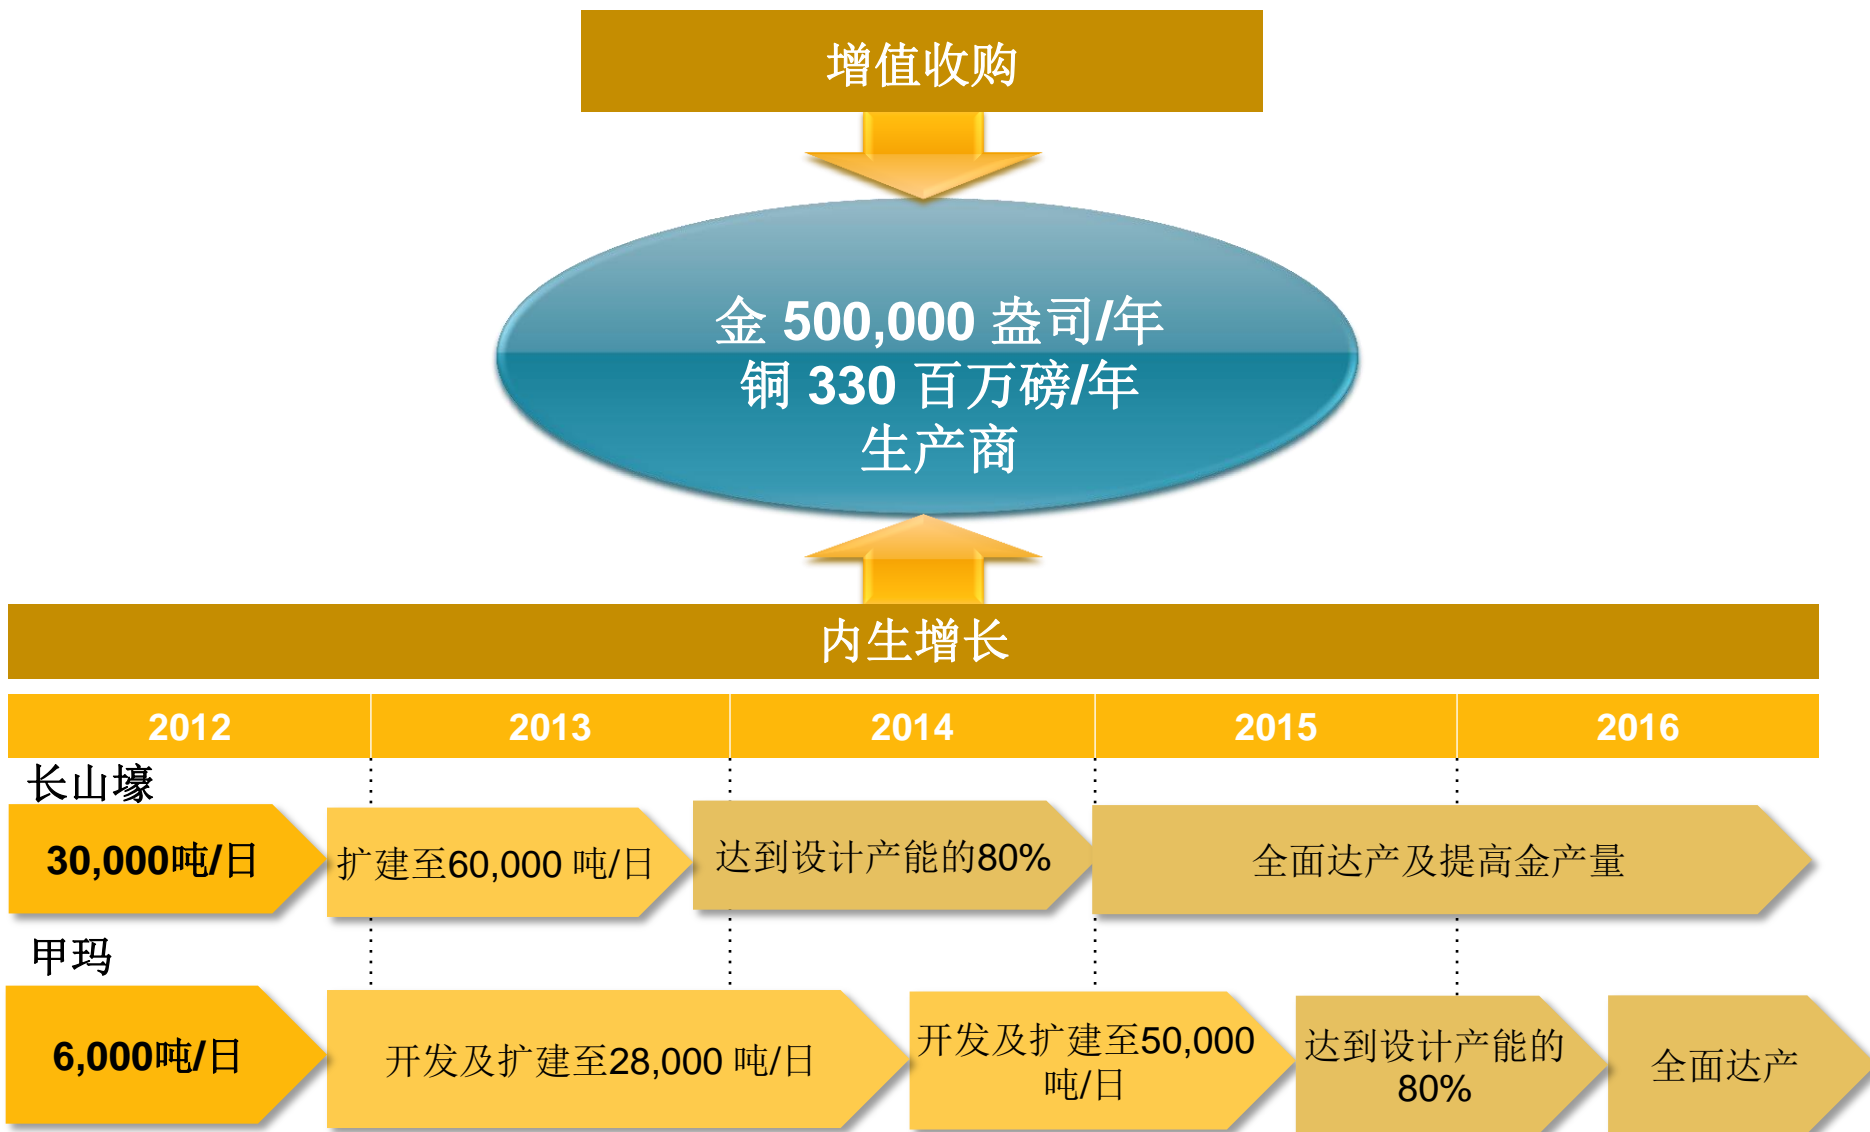 增值收购
金 500,000 盎司/年
铜 330 百万磅/年
生产商
内生增长
2012 2013 2014 2015 2016
长山壕
30,000吨/日 扩建至60,000 吨/日 达到设计产能的80% 全面达产及提高金产量
甲玛
6,000吨/日 开发及扩建至28,000 吨/日
开发及扩建至50,000
吨/日
达到设计产能的
80%
全面达产